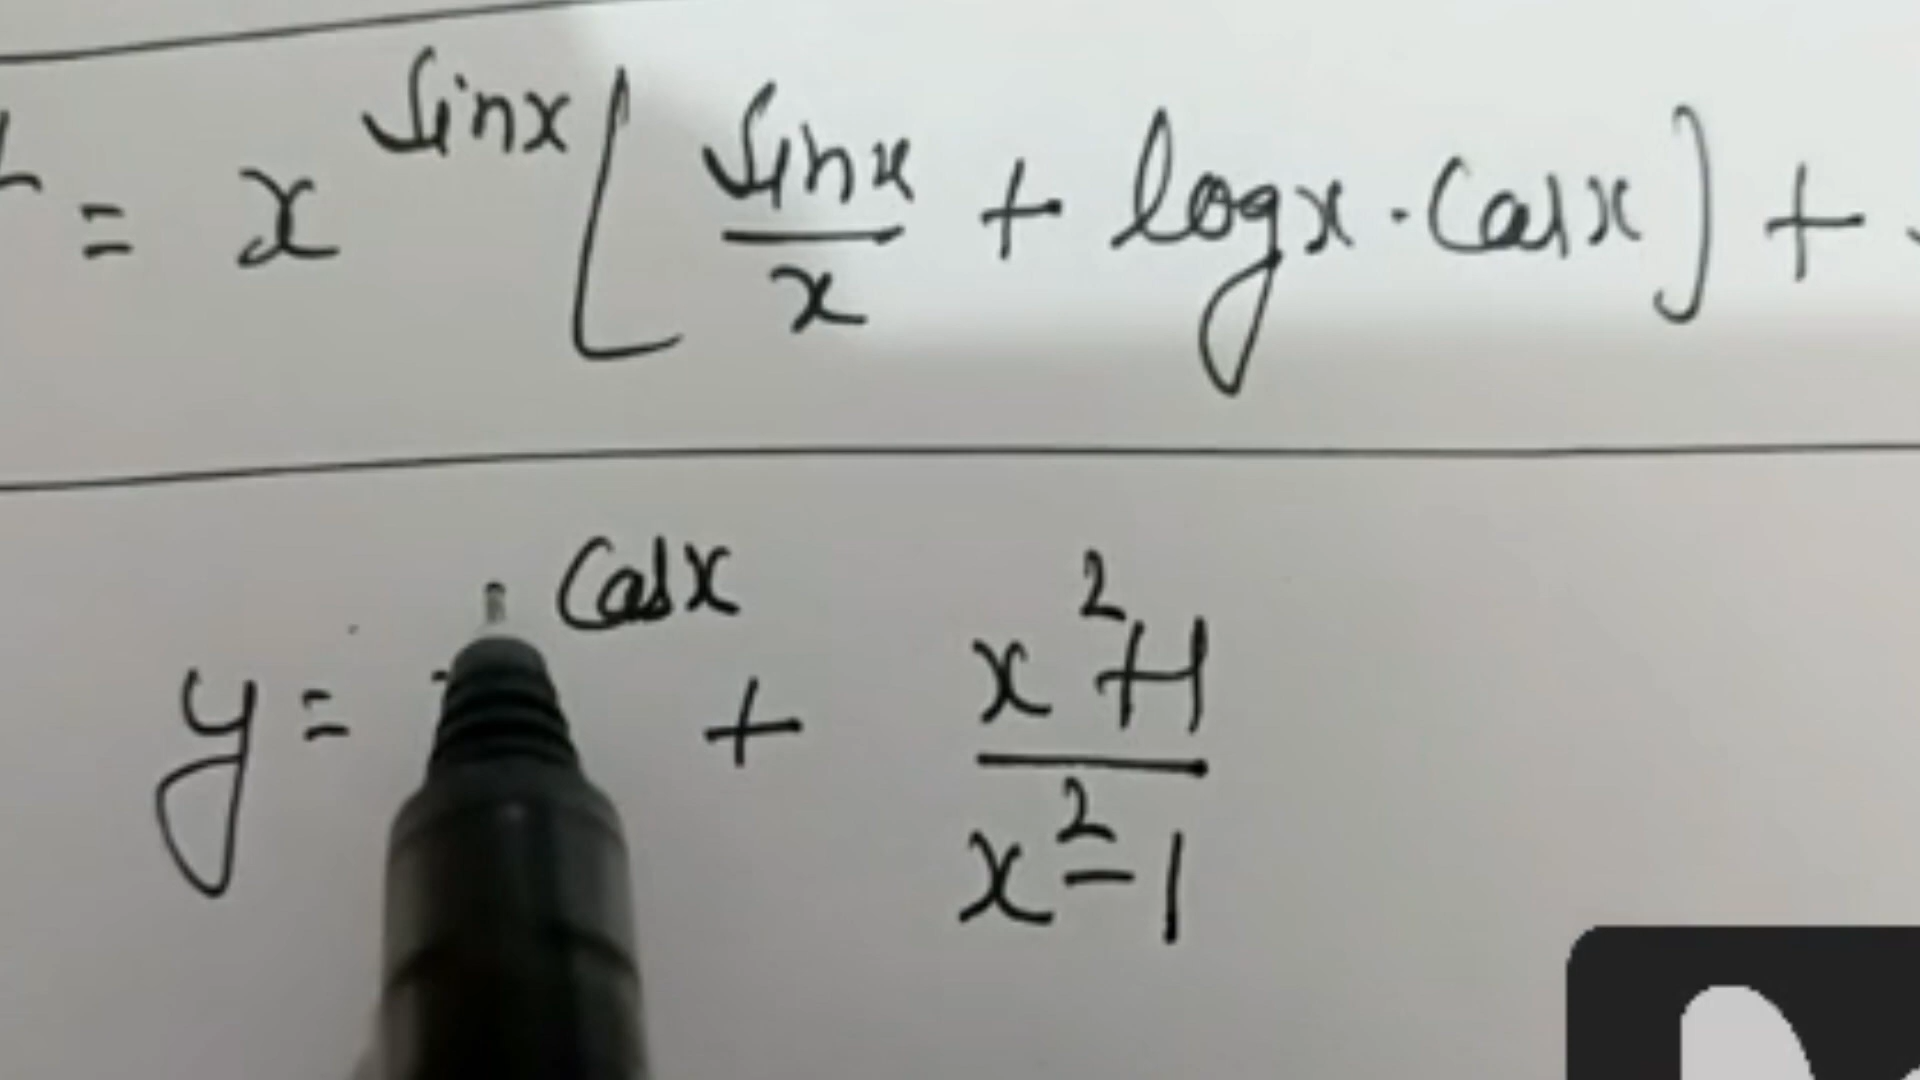 = x^sinx [ sinx/x + logx · Cosx ] +
y = Cosx + x²+1/x²-1